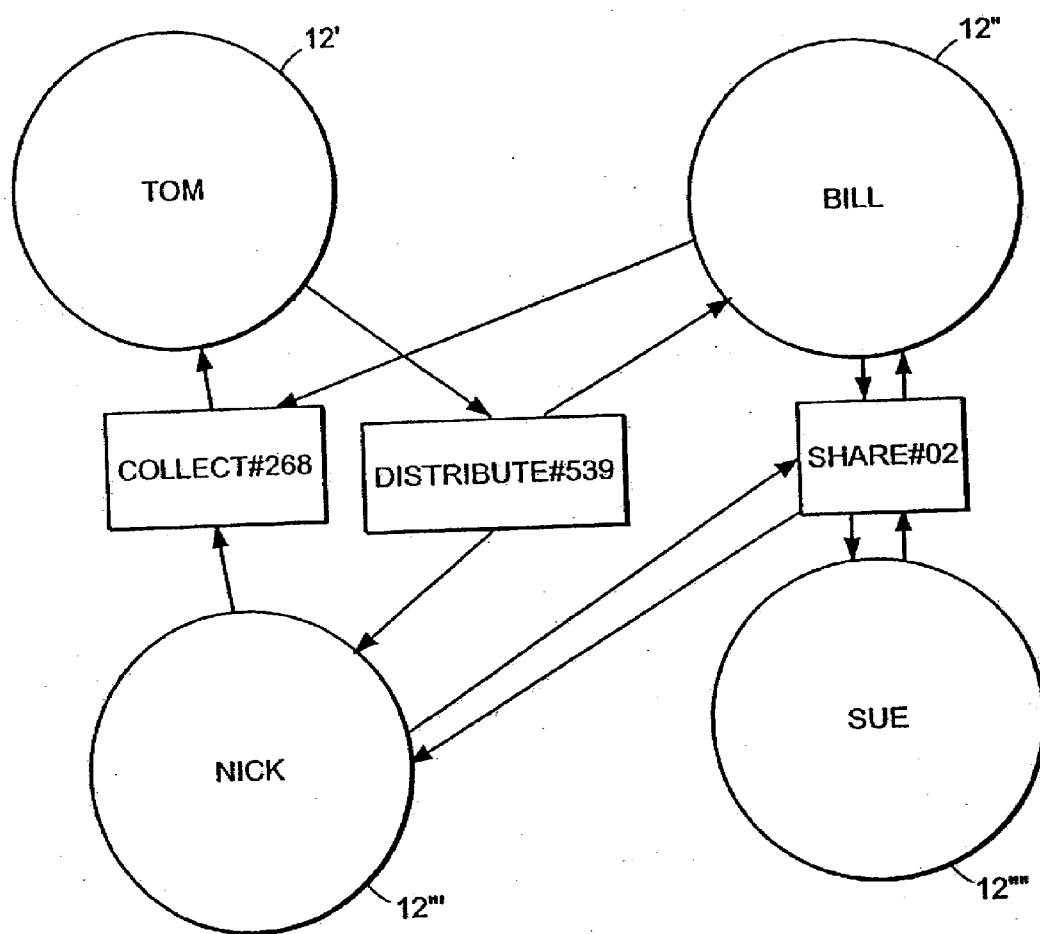 12'
12"
TOM
BILL
COLLECT#268
DISTRIBUTE#539
SHARE#02
NICK
SUE
12"'
12""